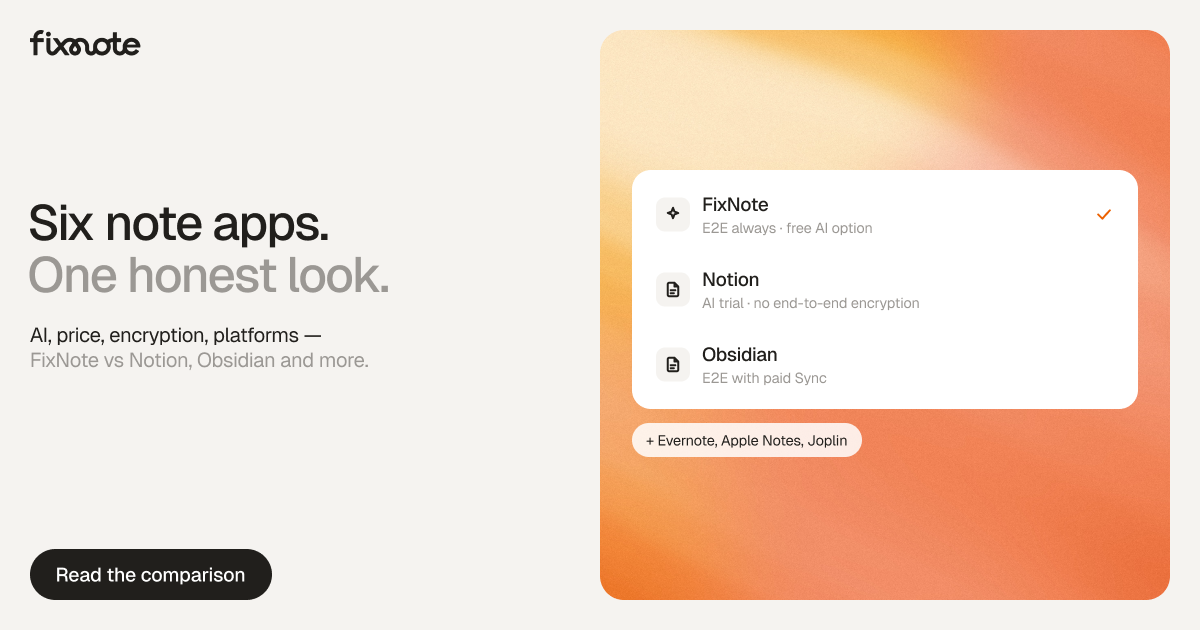 fixnote
Six note apps.
One honest look.
AI, price, encryption, platforms —
FixNote vs Notion, Obsidian and more.
Read the comparison
FixNote
E2E always · free AI option
Notion
AI trial · no end-to-end encryption
Obsidian
E2E with paid Sync
+ Evernote, Apple Notes, Joplin